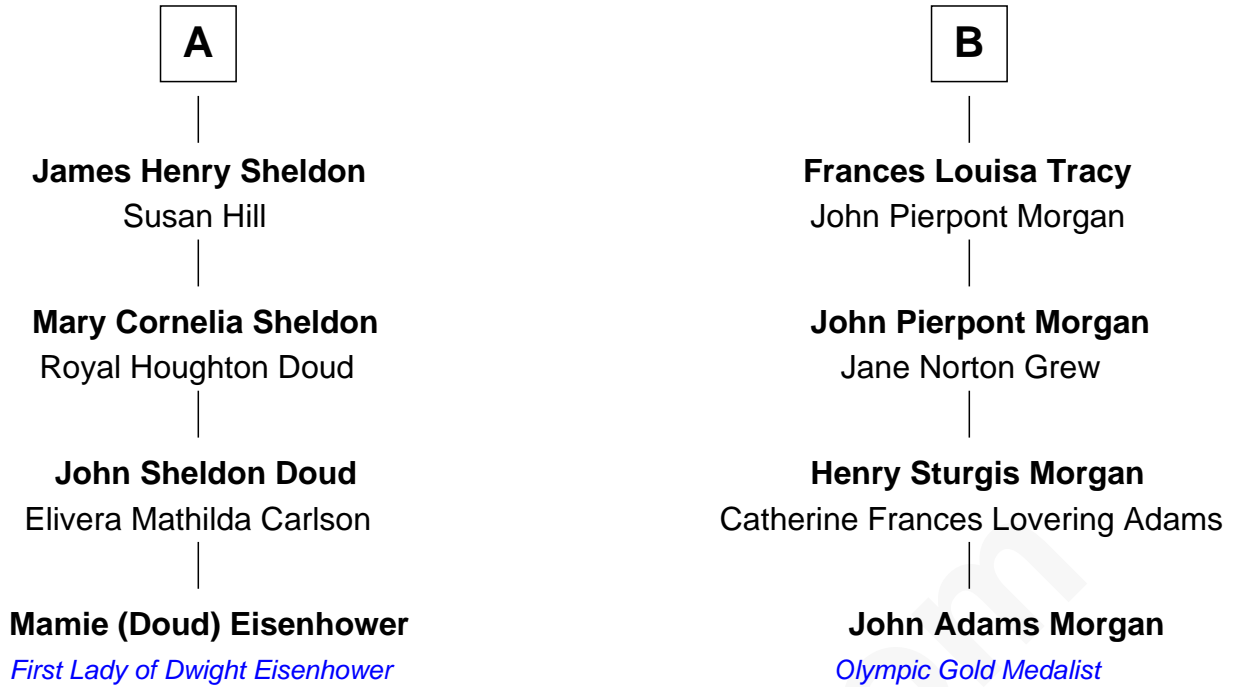 A
James Henry Sheldon
Susan Hill
Mary Cornelia Sheldon
Royal Houghton Doud
John Sheldon Doud
Elivera Mathilda Carlson
Mamie (Doud) Eisenhower
First Lady of Dwight Eisenhower
B
Frances Louisa Tracy
John Pierpont Morgan
John Pierpont Morgan
Jane Norton Grew
Henry Sturgis Morgan
Catherine Frances Lovering Adams
John Adams Morgan
Olympic Gold Medalist